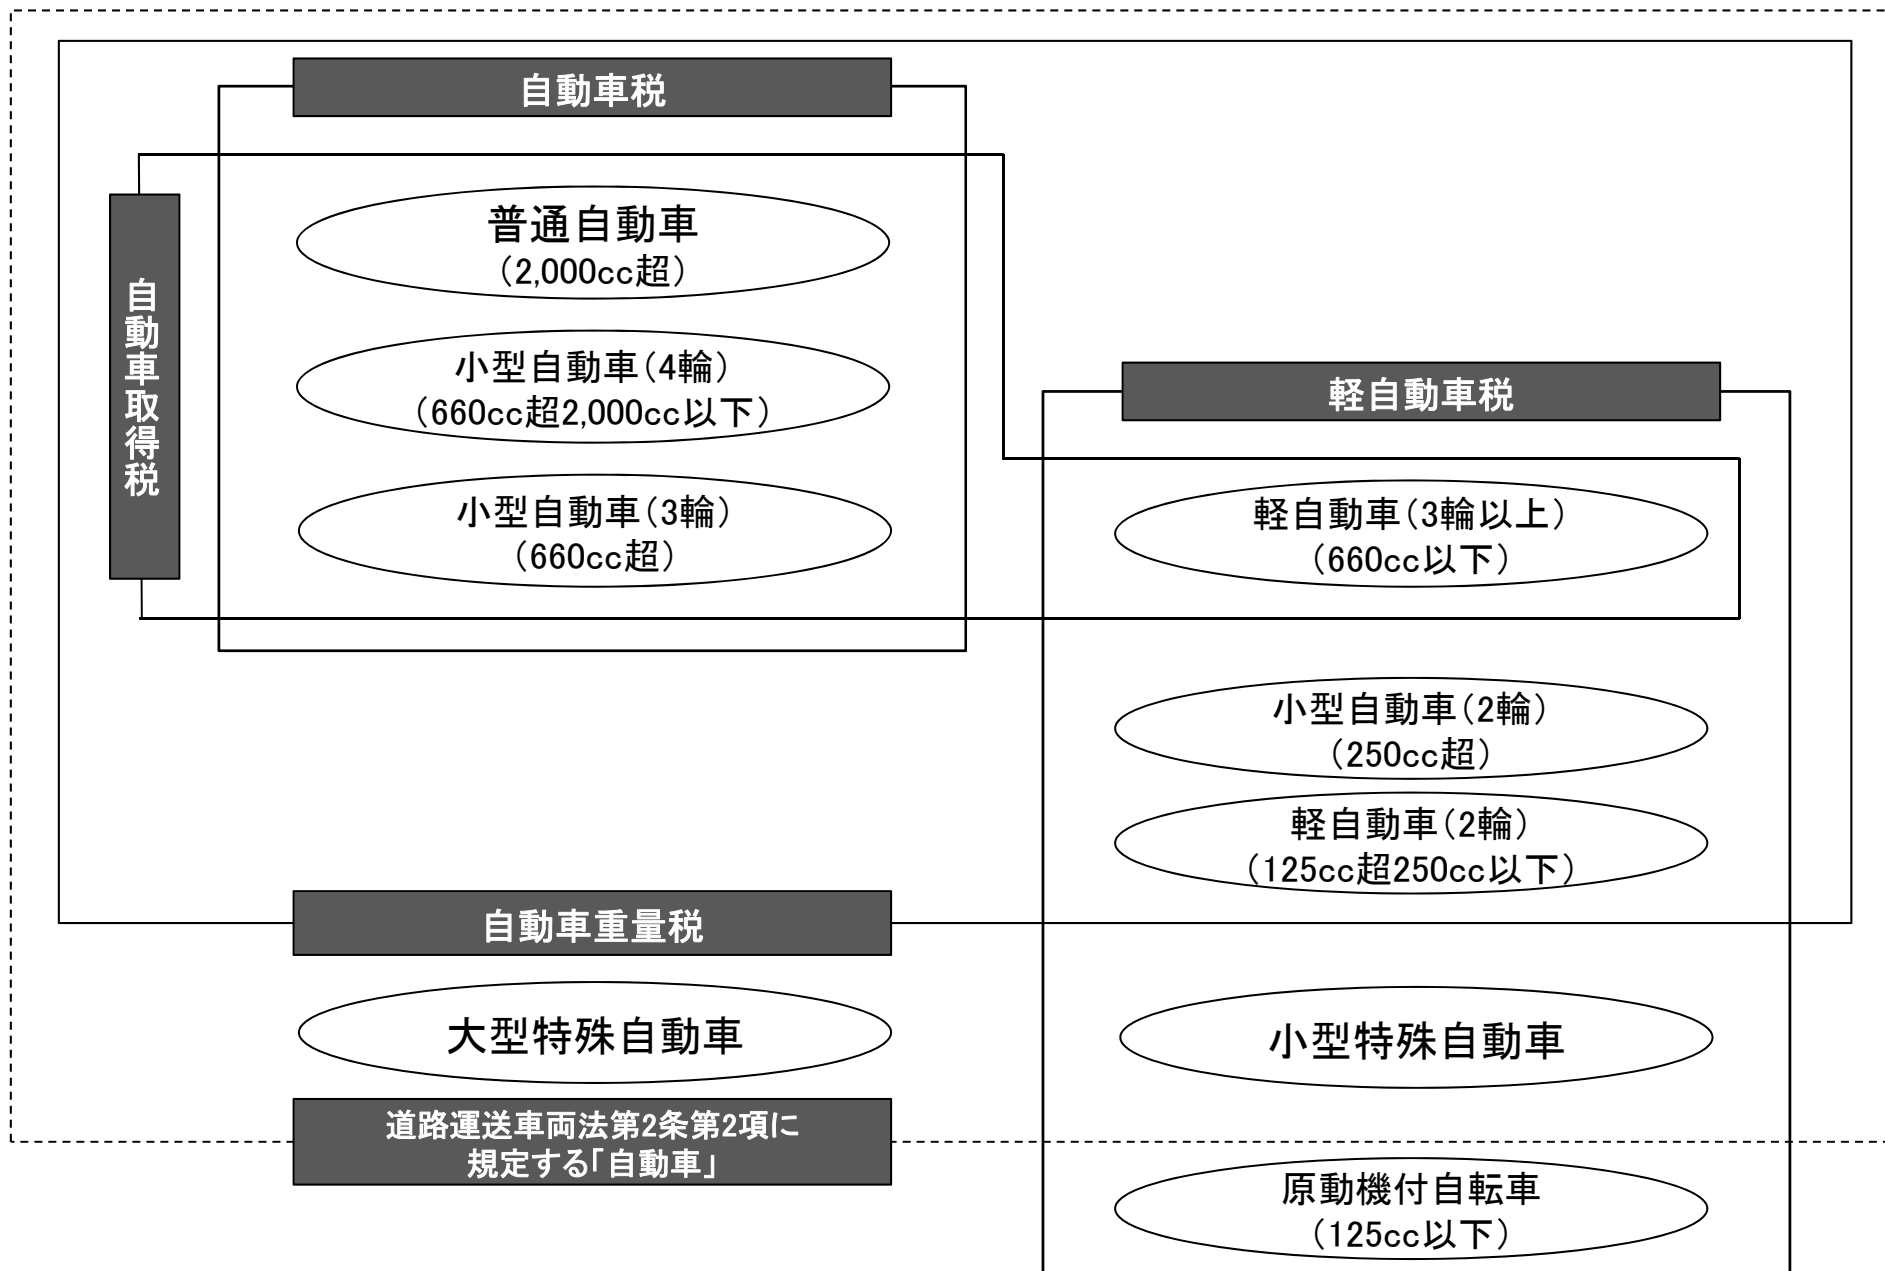 自動車税
自動車取得税
普通自動車
（2,000cc超）
小型自動車（4輪）
（660cc超2,000cc以下）
小型自動車（3輪）
（660cc超）
軽自動車税
軽自動車（3輪以上）
（660cc以下）
小型自動車（2輪）
（250cc超）
軽自動車（2輪）
（125cc超250cc以下）
自動車重量税
大型特殊自動車
小型特殊自動車
道路運送車両法第2条第2項に
規定する「自動車」
原動機付自転車
（125cc以下）